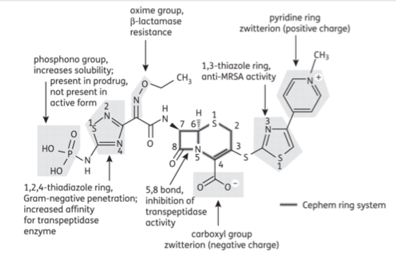 oxime group,
β-lactamase
resistance
pyridine ring
zwitterion (positive charge)
phosphono group,
increases solubility;
present in prodrug,
not present in
active form
1,3-thiazole ring,
anti-MRSA activity
CH3
N+
O
CH3
N
2
N
1
S
N
4
H
N
O
H
7
6
S
1
2
8
O
N
5
3
4
S
3
N
S
1
O
HO
P
HO
N
H
O
O−
1,2,4-thiadiazole ring,
Gram-negative penetration;
increased affinity
for transpeptidase
enzyme
5,8 bond,
inhibition of
transpeptidase
activity
carboxyl group
zwitterion (negative charge)
Cephem ring system